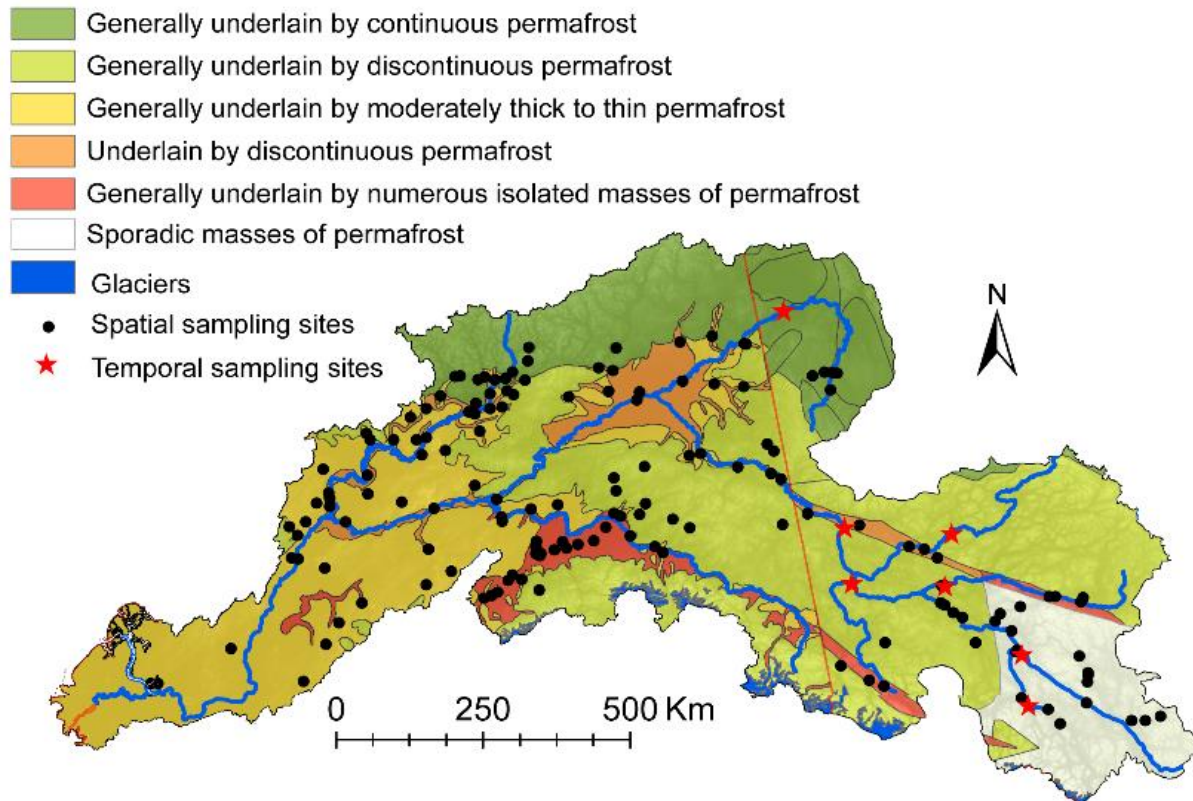 Generally underlain by continuous permafrost
Generally underlain by discontinuous permafrost
Generally underlain by moderately thick to thin permafrost
Underlain by discontinuous permafrost
Generally underlain by numerous isolated masses of permafrost
Sporadic masses of permafrost
Glaciers
Spatial sampling sites
Temporal sampling sites
N
0 250 500 Km